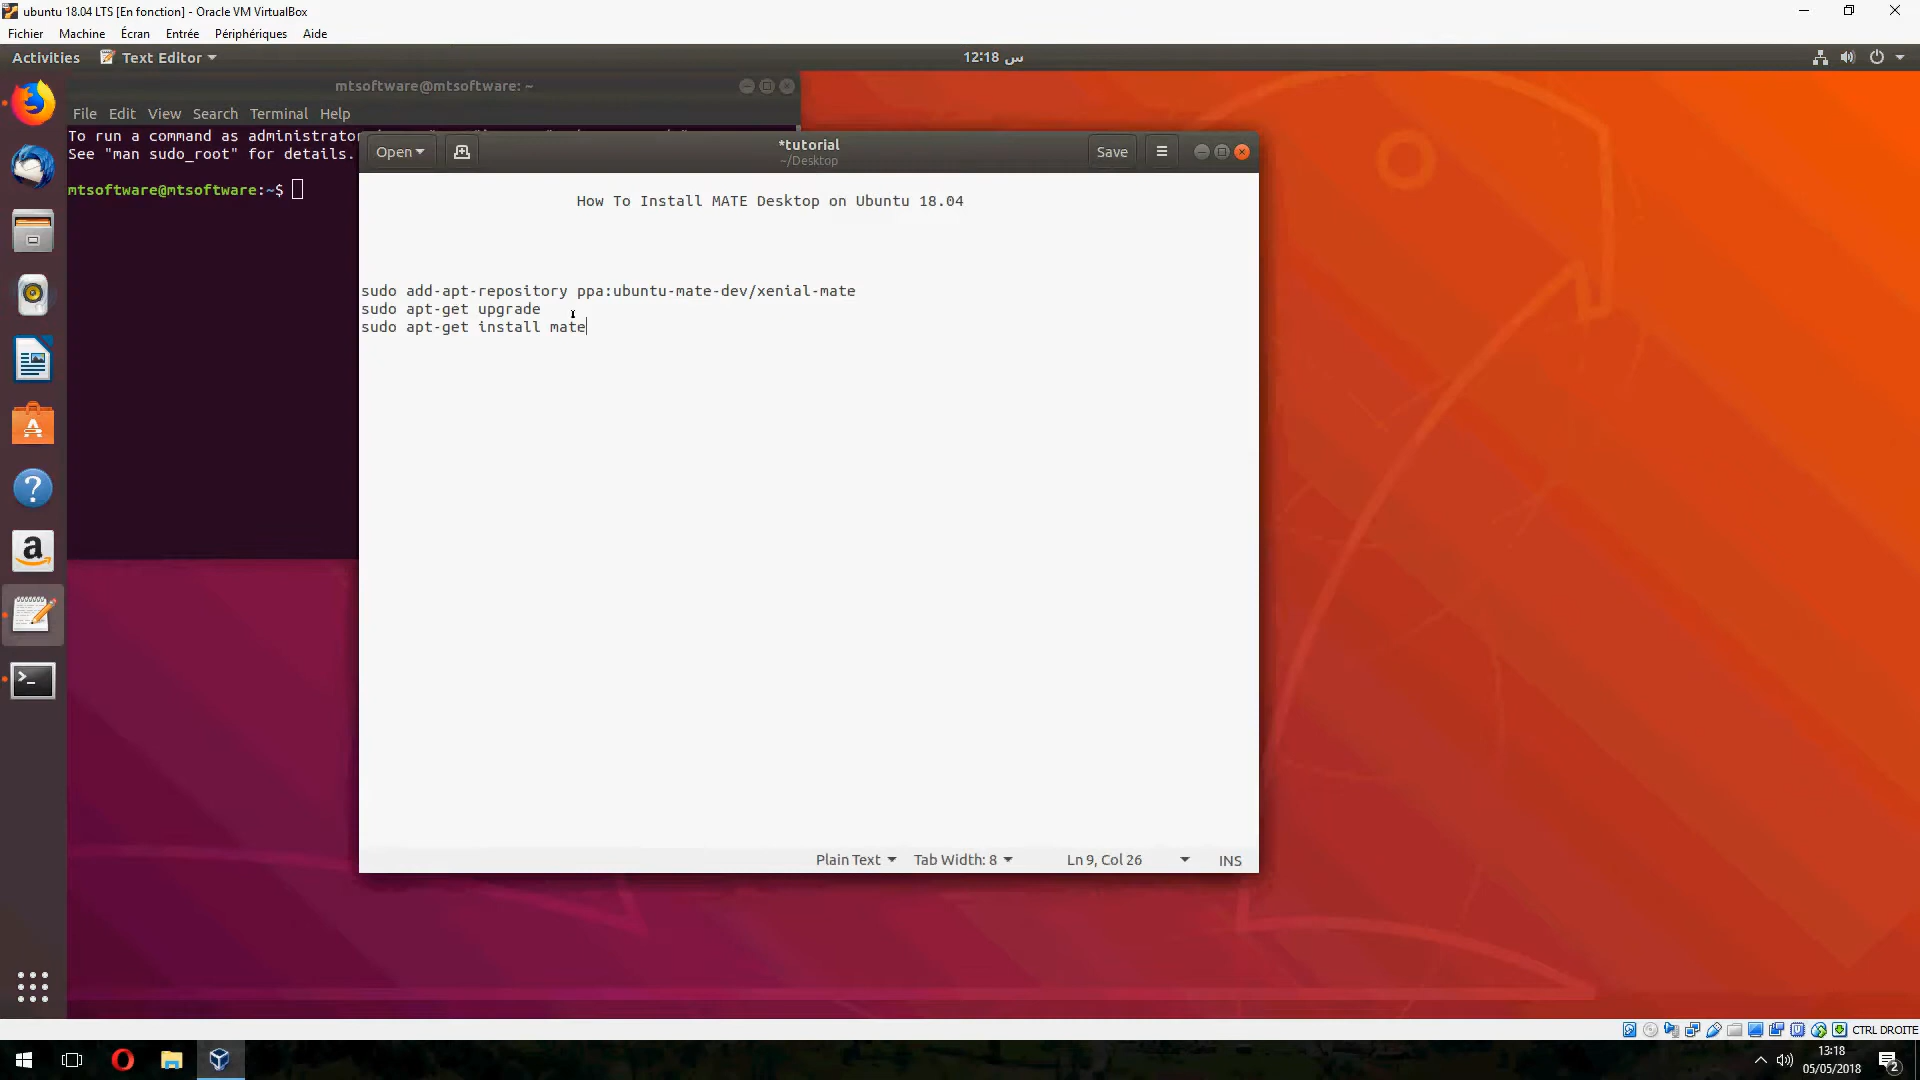 ubuntu 18.04 LTS [En fonction] - Oracle VM VirtualBox
Fichier Machine Écran Entrée Périphériques Aide
Activities Text Editor 12:18 س
mtsoftware@mtsoftware: ~
File Edit View Search Terminal Help
To run a command as administrator
See "man sudo_root" for details.
mtsoftware@mtsoftware:~$
Open *tutorial Save
~/Desktop
How To Install MATE Desktop on Ubuntu 18.04
sudo add-apt-repository ppa:ubuntu-mate-dev/xenial-mate
sudo apt-get upgrade
sudo apt-get install mate
Plain Text Tab Width: 8 Ln 9, Col 26 INS
CTRL DROITE
13:18
05/05/2018
2